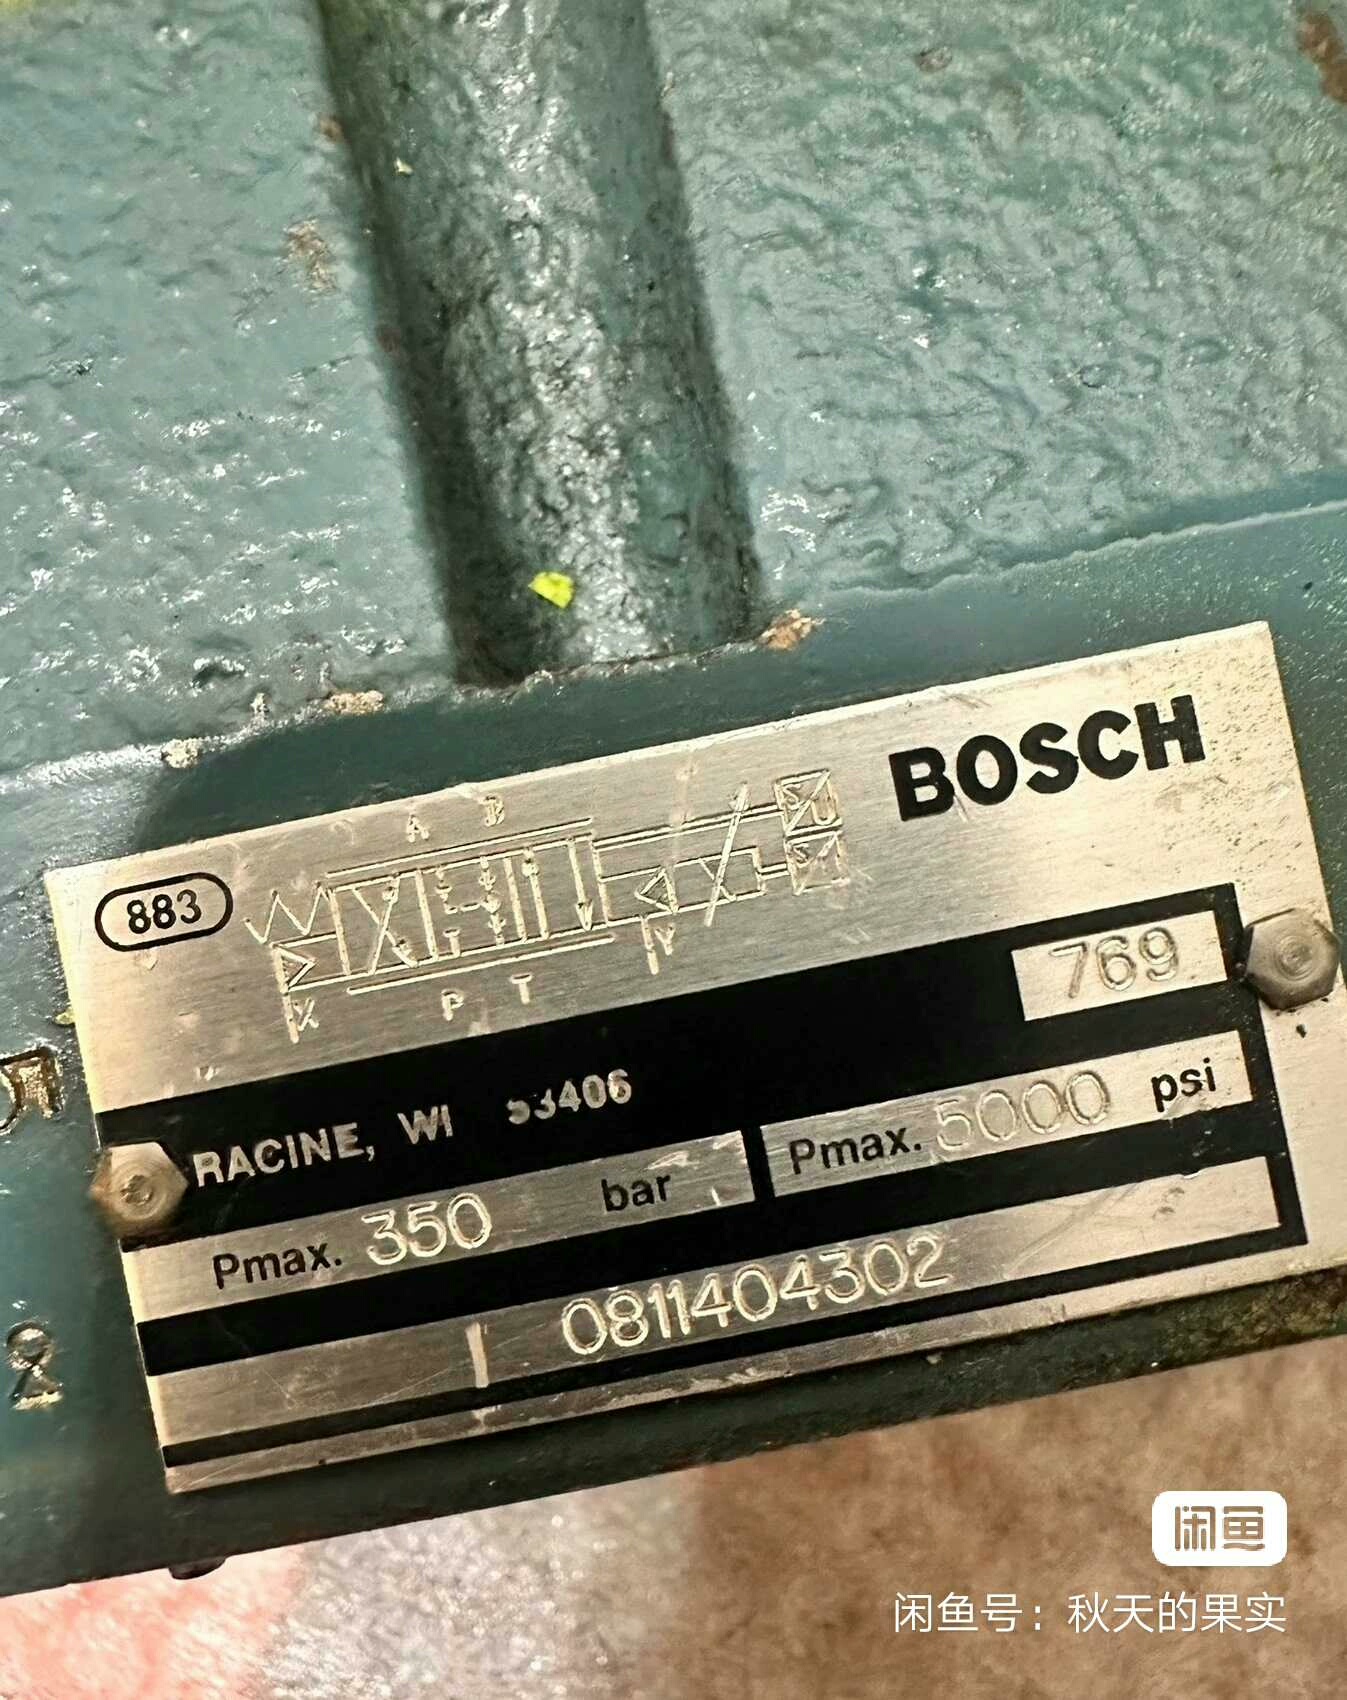 BOSCH
883
A B
P T
X
Y
769
RACINE, WI 53406
Pmax. 350 bar
Pmax. 5000 psi
0811404302
闲鱼
闲鱼号：秋天的果实